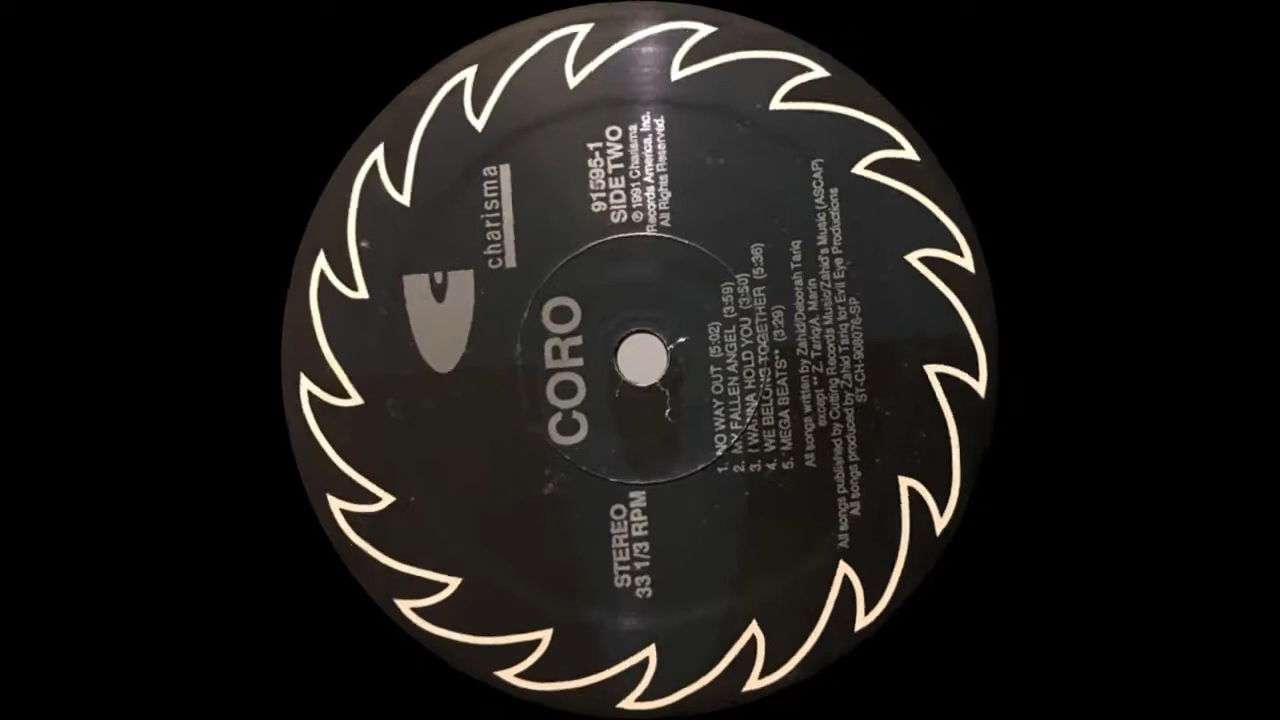 charisma
CORO
91595-1
SIDE TWO
℗ 1991 Charisma
Records America, Inc.
All Rights Reserved.
STEREO
33 1/3 RPM
1. NO WAY OUT (5:02)
2. MY FALLEN ANGEL (3:59)
3. I WANNA HOLD YOU (3:50)
4. WE BELONG TOGETHER (5:36)
5. 'MEGA BEATS** (3:29)
All songs written by Zahid/Deborah Tariq
except ** Z. Tariq/A. Marin
All songs published by Cutting Records Music/Zahid's Music (ASCAP)
All songs produced by Zahid Tariq for Evil Eye Productions
ST-CH-908076-SP